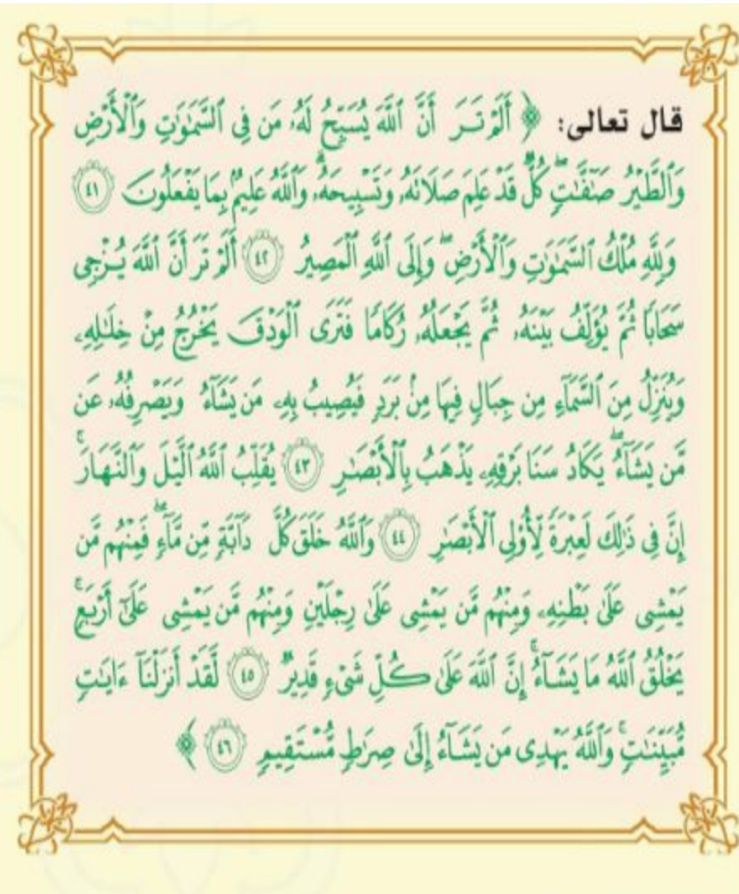 قال تعالى: ﴿ أَلَمْ تَرَ أَنَّ ٱللَّهَ يُسَبِّحُ لَهُۥ مَن فِى ٱلسَّمَٰوَٰتِ وَٱلْأَرْضِ
وَٱلطَّيْرُ صَٰٓفَّٰتٍ ۖ كُلٌّ قَدْ عَلِمَ صَلَاتَهُۥ وَتَسْبِيحَهُۥ ۗ وَٱللَّهُ عَلِيمٌۢ بِمَا يَفْعَلُونَ ٤١
وَلِلَّهِ مُلْكُ ٱلسَّمَٰوَٰتِ وَٱلْأَرْضِ ۖ وَإِلَى ٱللَّهِ ٱلْمَصِيرُ ٤٢ أَلَمْ تَرَ أَنَّ ٱللَّهَ يُزْجِى
سَحَابًا ثُمَّ يُؤَلِّفُ بَيْنَهُۥ ثُمَّ يَجْعَلُهُۥ رُكَامًا فَتَرَى ٱلْوَدْقَ يَخْرُجُ مِنْ خِلَٰلِهِۦ
وَيُنَزِّلُ مِنَ ٱلسَّمَآءِ مِن جِبَالٍ فِيهَا مِنۢ بَرَدٍ فَيُصِيبُ بِهِۦ مَن يَشَآءُ وَيَصْرِفُهُۥ عَن
مَّن يَشَآءُ ۖ يَكَادُ سَنَا بَرْقِهِۦ يَذْهَبُ بِٱلْأَبْصَٰرِ ٤٣ يُقَلِّبُ ٱللَّهُ ٱلَّيْلَ وَٱلنَّهَارَ ۚ
إِنَّ فِى ذَٰلِكَ لَعِبْرَةً لِّأُو۟لِى ٱلْأَبْصَٰرِ ٤٤ وَٱللَّهُ خَلَقَ كُلَّ دَآبَّةٍ مِّن مَّآءٍ ۖ فَمِنْهُم مَّن
يَمْشِى عَلَىٰ بَطْنِهِۦ وَمِنْهُم مَّن يَمْشِى عَلَىٰ رِجْلَيْنِ وَمِنْهُم مَّن يَمْشِى عَلَىٰٓ أَرْبَعٍ ۚ
يَخْلُقُ ٱللَّهُ مَا يَشَآءُ ۚ إِنَّ ٱللَّهَ عَلَىٰ كُلِّ شَىْءٍ قَدِيرٌ ٤٥ لَّقَدْ أَنزَلْنَآ ءَايَٰتٍ
مُّبَيِّنَٰتٍ ۚ وَٱللَّهُ يَهْدِى مَن يَشَآءُ إِلَىٰ صِرَٰطٍ مُّسْتَقِيمٍ ٤٦ ﴾